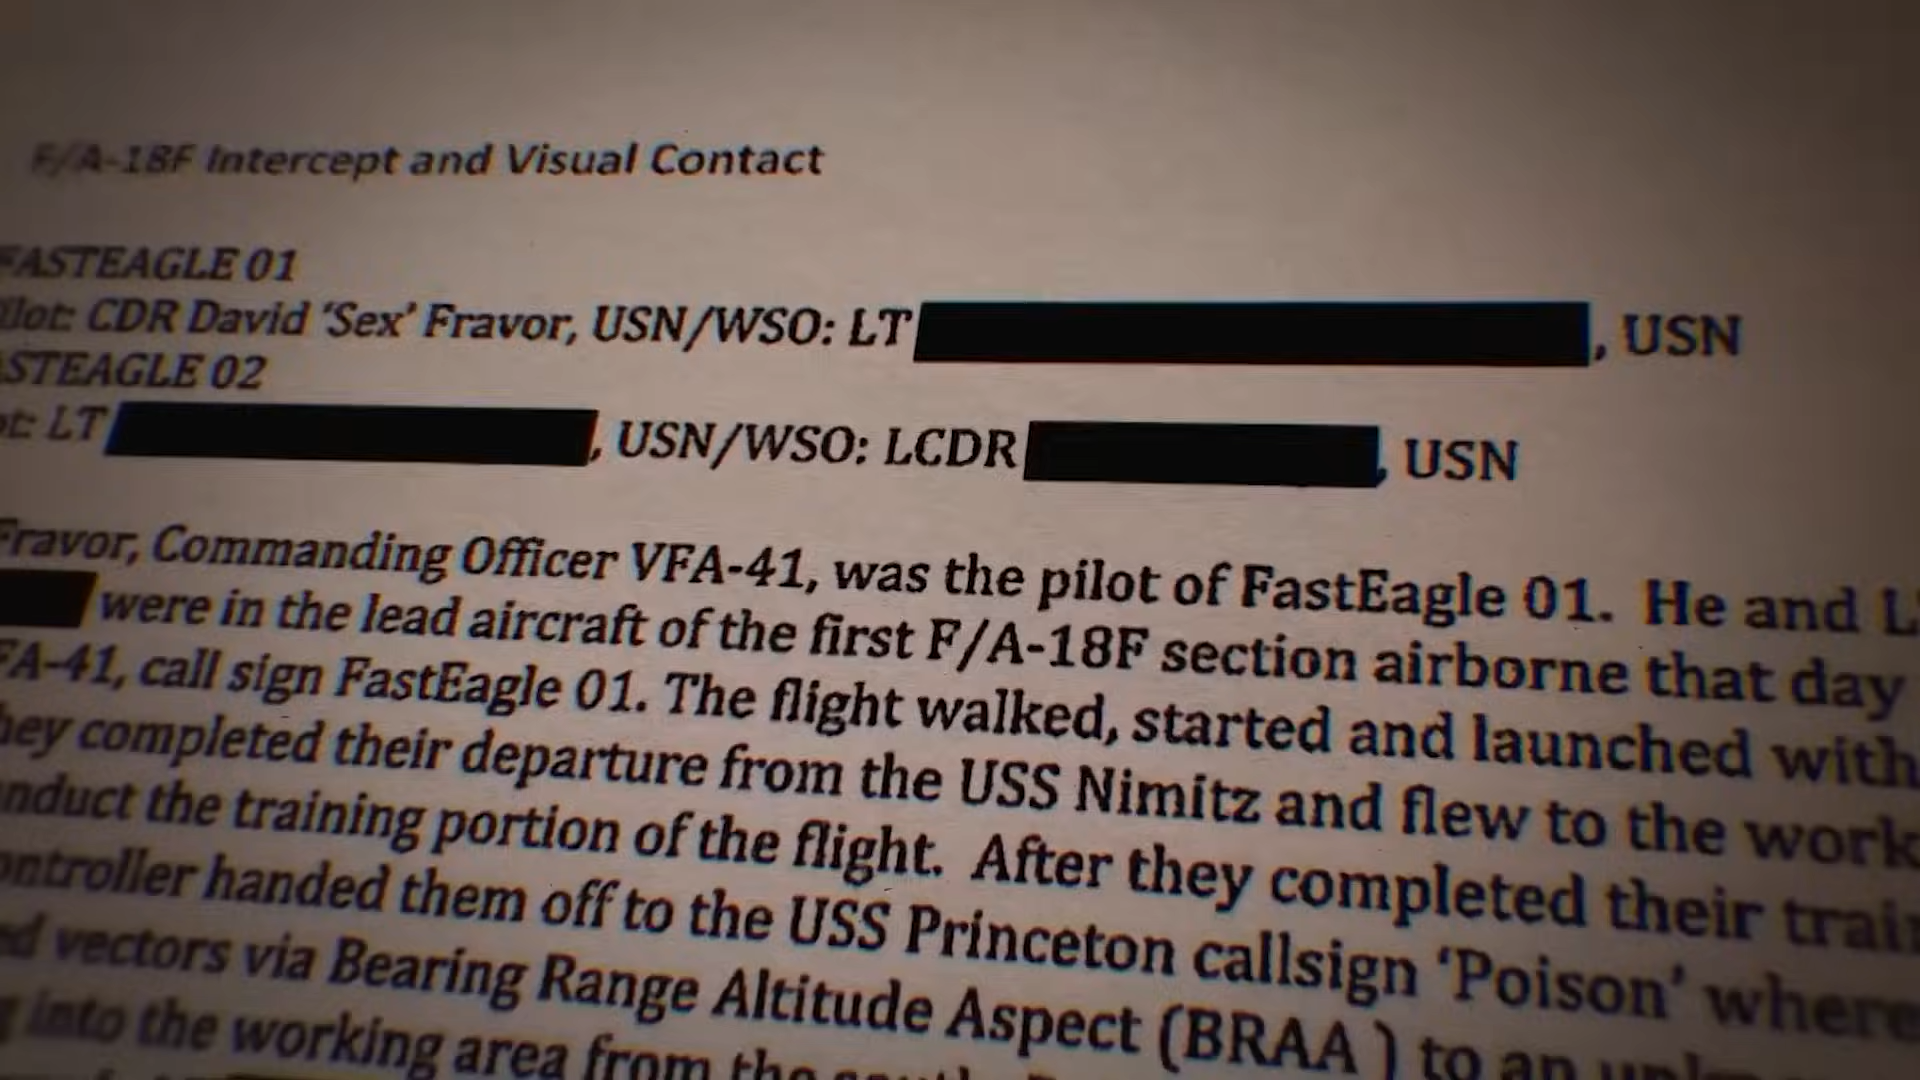 F/A-18F Intercept and Visual Contact
FASTEAGLE 01
ilot: CDR David ‘Sex’ Fravor, USN/WSO: LT , USN
ASTEAGLE 02
ot: LT , USN/WSO: LCDR , USN
Fravor, Commanding Officer VFA-41, was the pilot of FastEagle 01. He and L
were in the lead aircraft of the first F/A-18F section airborne that day
FA-41, call sign FastEagle 01. The flight walked, started and launched with
hey completed their departure from the USS Nimitz and flew to the work
nduct the training portion of the flight. After they completed their train
ontroller handed them off to the USS Princeton callsign ‘Poison’ where
ed vectors via Bearing Range Altitude Aspect (BRAA ) to an
g into the working area from the